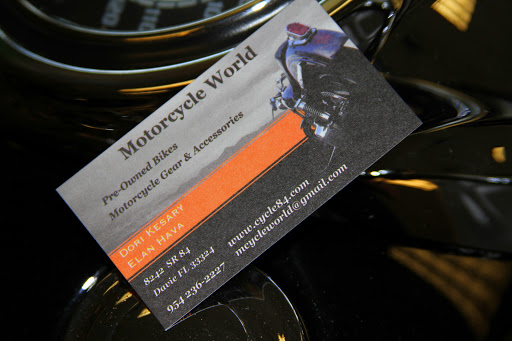 Motorcycle World
Pre-Owned Bikes
Motorcycle Gear & Accessories
Dori Kesary
Elan Hava
8242 SR 84
Davie FL 33324
954 236-2227
www.cycle84.com
mcycleworld@gmail.com